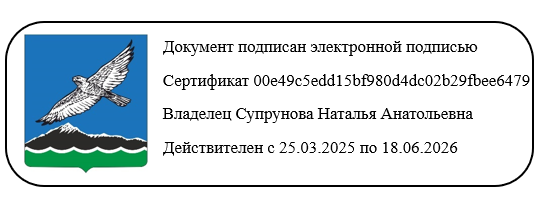 Документ подписан электронной подписью
Сертификат 00e49c5edd15bf980d4dc02b29fbee6479
Владелец Супрунова Наталья Анатольевна
Действителен с 25.03.2025 по 18.06.2026